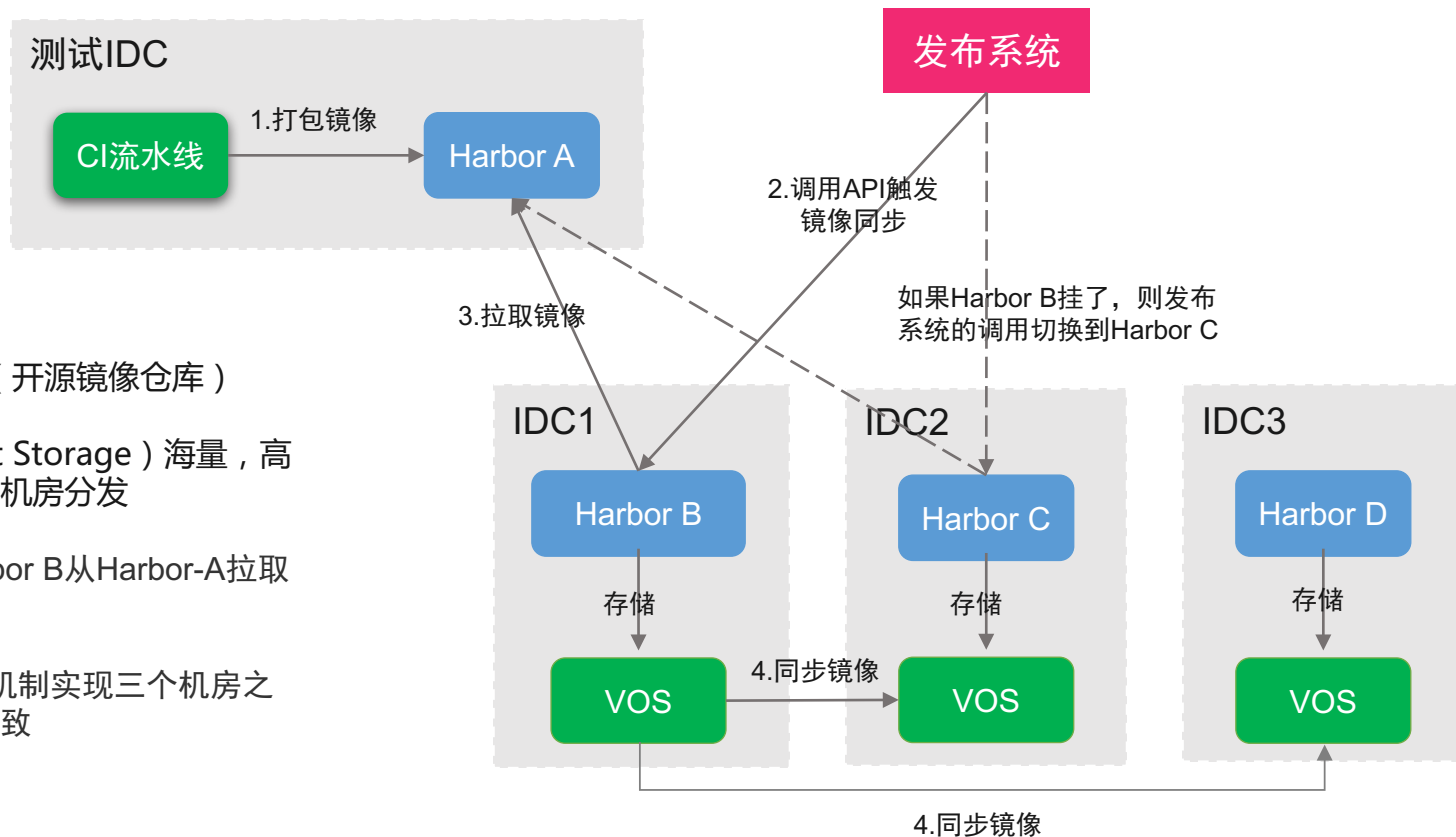 测试IDC
发布系统
CI流水线
1.打包镜像
Harbor A
2.调用API触发
镜像同步
3.拉取镜像
如果Harbor B挂了，则发布
系统的调用切换到Harbor C
开源镜像仓库）
Storage）海量，高
机房分发
bor B从Harbor-A拉取
机制实现三个机房之
致
IDC1
IDC2
IDC3
Harbor B
Harbor C
Harbor D
存储
存储
存储
VOS
4.同步镜像
VOS
VOS
4.同步镜像